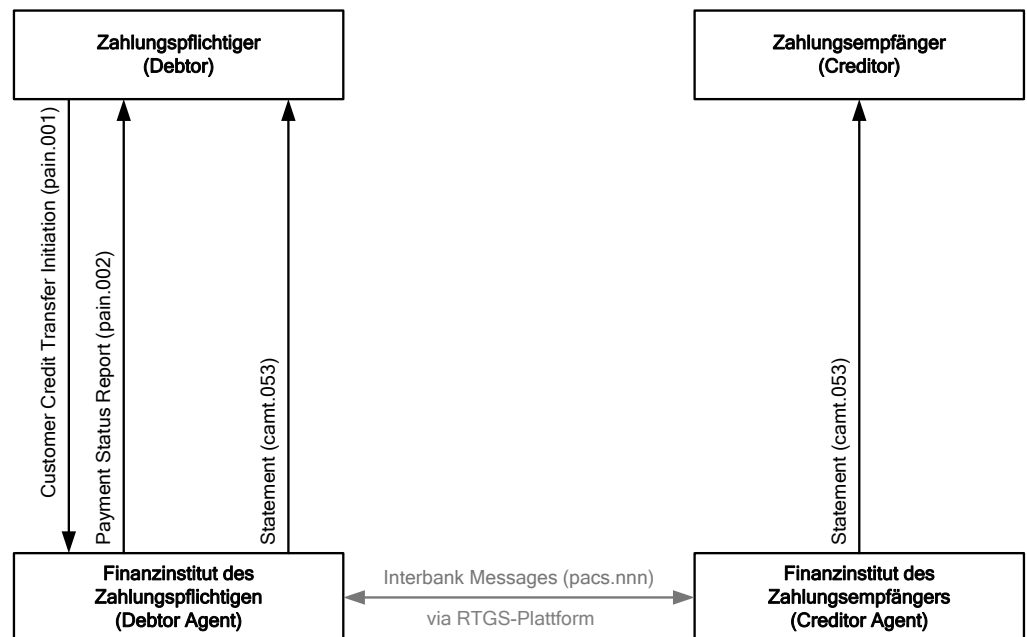 Zahlungspflichtiger
(Debtor)
Zahlungsempfänger
(Creditor)
Customer Credit Transfer Initiation (pain.001)
Payment Status Report (pain.002)
Statement (camt.053)
Statement (camt.053)
Finanzinstitut des
Zahlungspflichtigen
(Debtor Agent)
Interbank Messages (pacs.nnn)
via RTGS-Plattform
Finanzinstitut des
Zahlungsempfängers
(Creditor Agent)